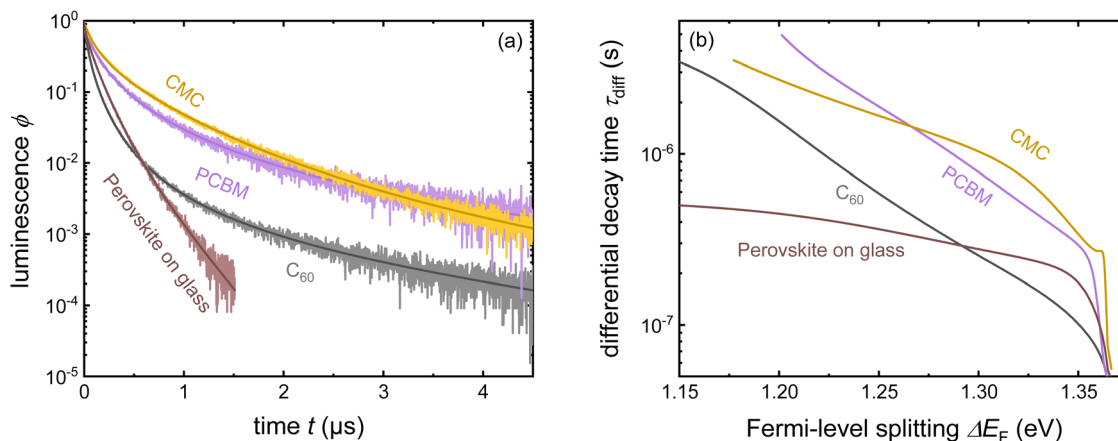 (a)
10⁰
10⁻¹
10⁻²
10⁻³
10⁻⁴
10⁻⁵
luminescence ϕ
CMC
PCBM
Perovskite on glass
C₆₀
0 1 2 3 4
time t (µs)
(b)
10⁻⁶
10⁻⁷
differential decay time τdiff (s)
CMC
PCBM
C₆₀
Perovskite on glass
1.15 1.20 1.25 1.30 1.35
Fermi-level splitting ΔEF (eV)